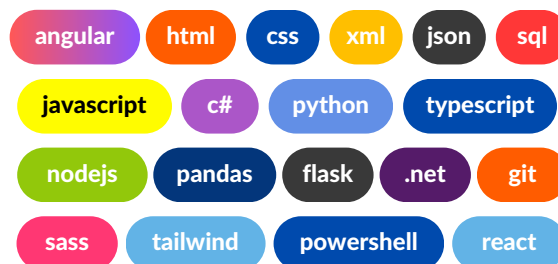 angular html css xml json sql
javascript c# python typescript
nodejs pandas flask .net git
sass tailwind powershell react